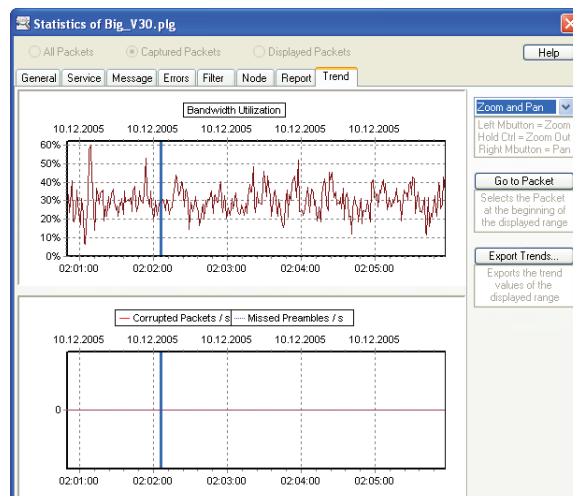 Statistics of Big_V30.plg
All Packets Captured Packets Displayed Packets
Help
General Service Message Errors Filter Node Report Trend
Bandwidth Utilization
10.12.2005 10.12.2005 10.12.2005 10.12.2005 10.12.2005
60%
50%
40%
30%
20%
10%
0%
02:01:00 02:02:00 02:03:00 02:04:00 02:05:00
Zoom and Pan
Left Mbutton = Zoom
Hold Ctrl = Zoom Out
Right Mbutton = Pan
Go to Packet
Selects the Packet
at the beginning of
the displayed range
Export Trends...
Exports the trend
values of the
displayed range
Corrupted Packets / s Missed Preambles / s
10.12.2005 10.12.2005 10.12.2005 10.12.2005 10.12.2005
0
02:01:00 02:02:00 02:03:00 02:04:00 02:05:00